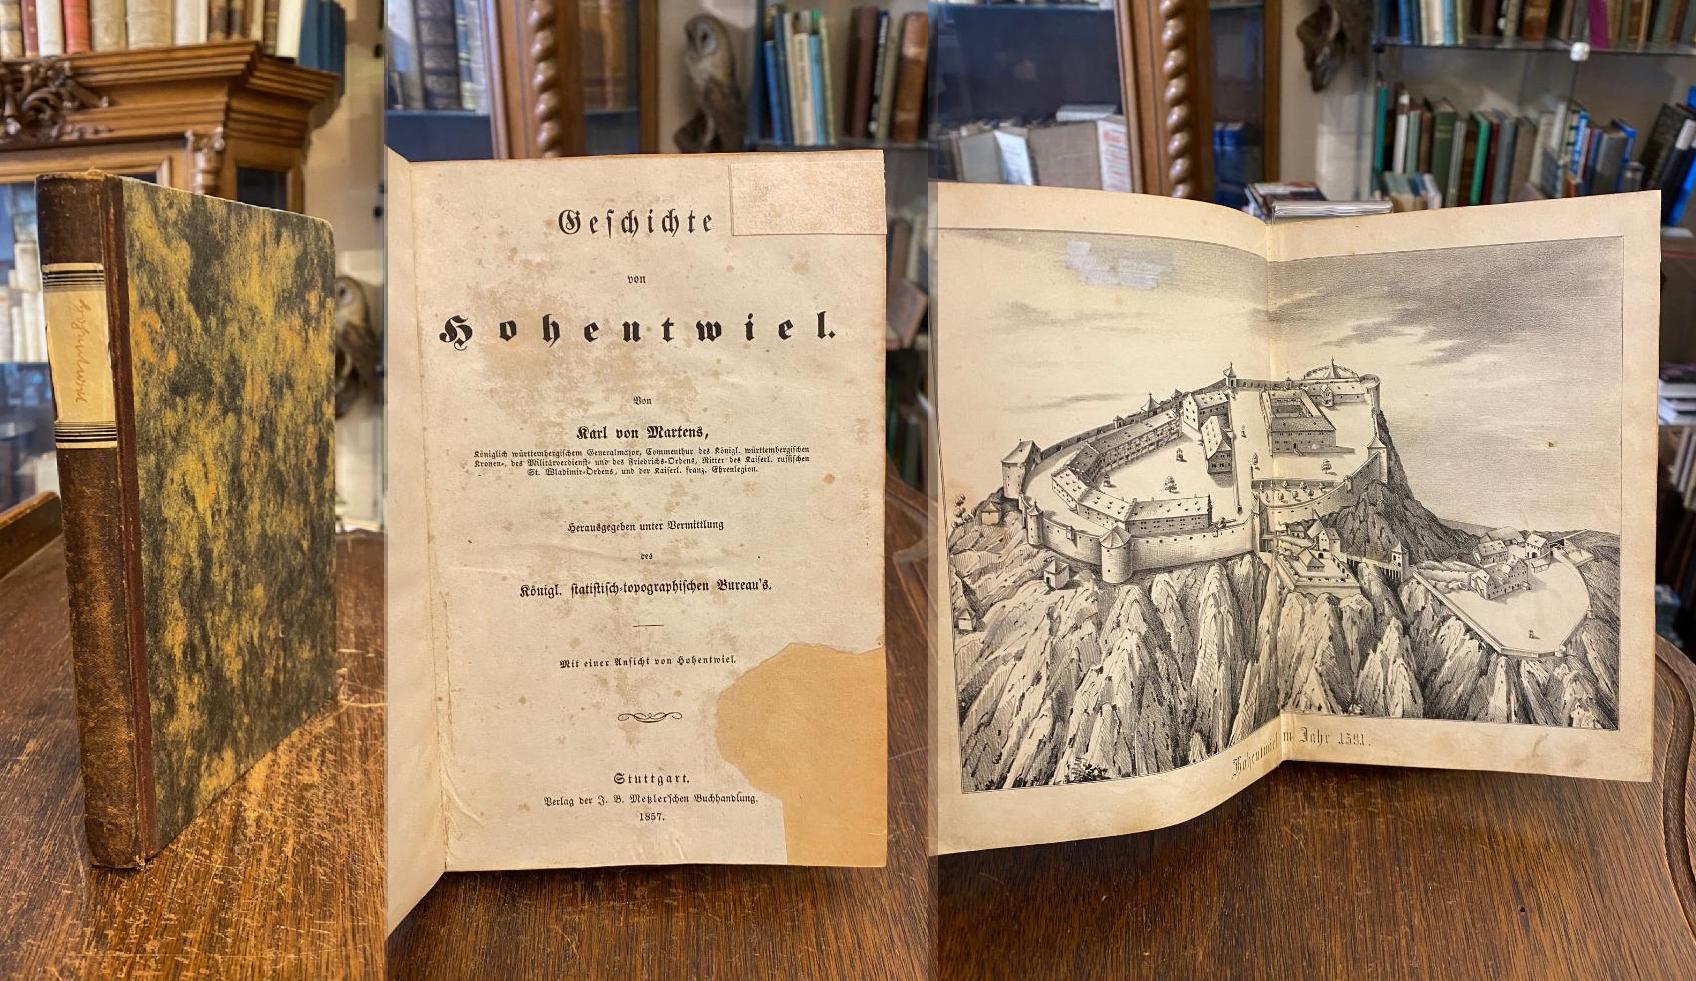 Geschichte
von
Hohentwiel.
Von
Karl von Martens,
Königlich württembergischem Generalmajor, Commenthur des Königl. württembergischen
Kronen-, des Militärverdienst- und des Friedrichs-Ordens, Ritter des Kaiserl. russischen
St. Wladimir-Ordens, und der Kaiserl. franz. Ehrenlegion.
Herausgegeben unter Vermittlung
des
Königl. statistisch-topographischen Bureau's.
Mit einer Ansicht von Hohentwiel.
Stuttgart.
Verlag der J. B. Metzler'schen Buchhandlung.
1857.
Hohentwiel im Jahr 1591.